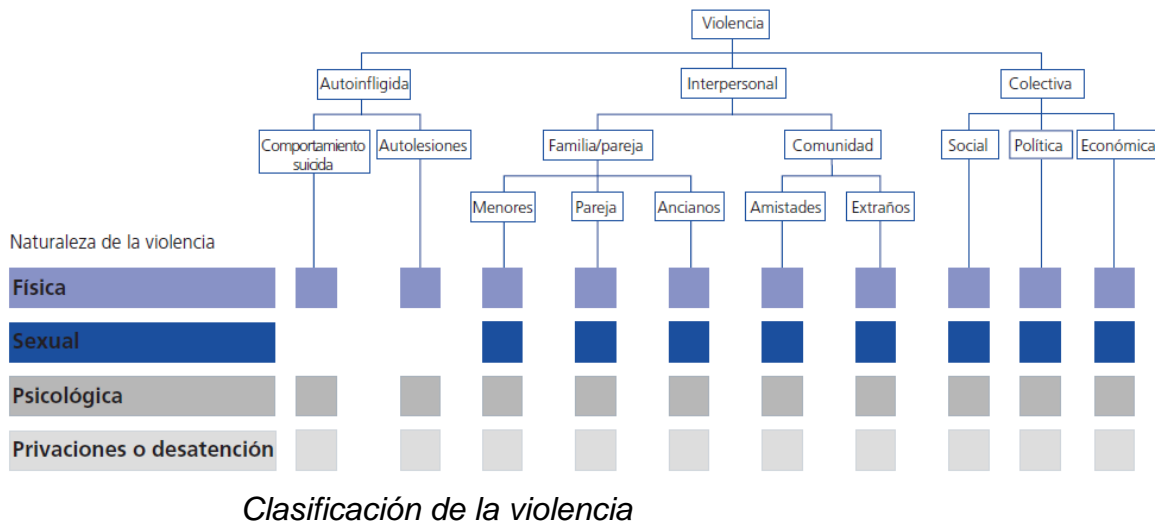 Violencia
Autoinfligida
Interpersonal
Colectiva
Comportamiento
suicida
Autolesiones
Familia/pareja
Comunidad
Social
Política
Económica
Menores
Pareja
Ancianos
Amistades
Extraños
Naturaleza de la violencia
Física
Sexual
Psicológica
Privaciones o desatención
Clasificación de la violencia